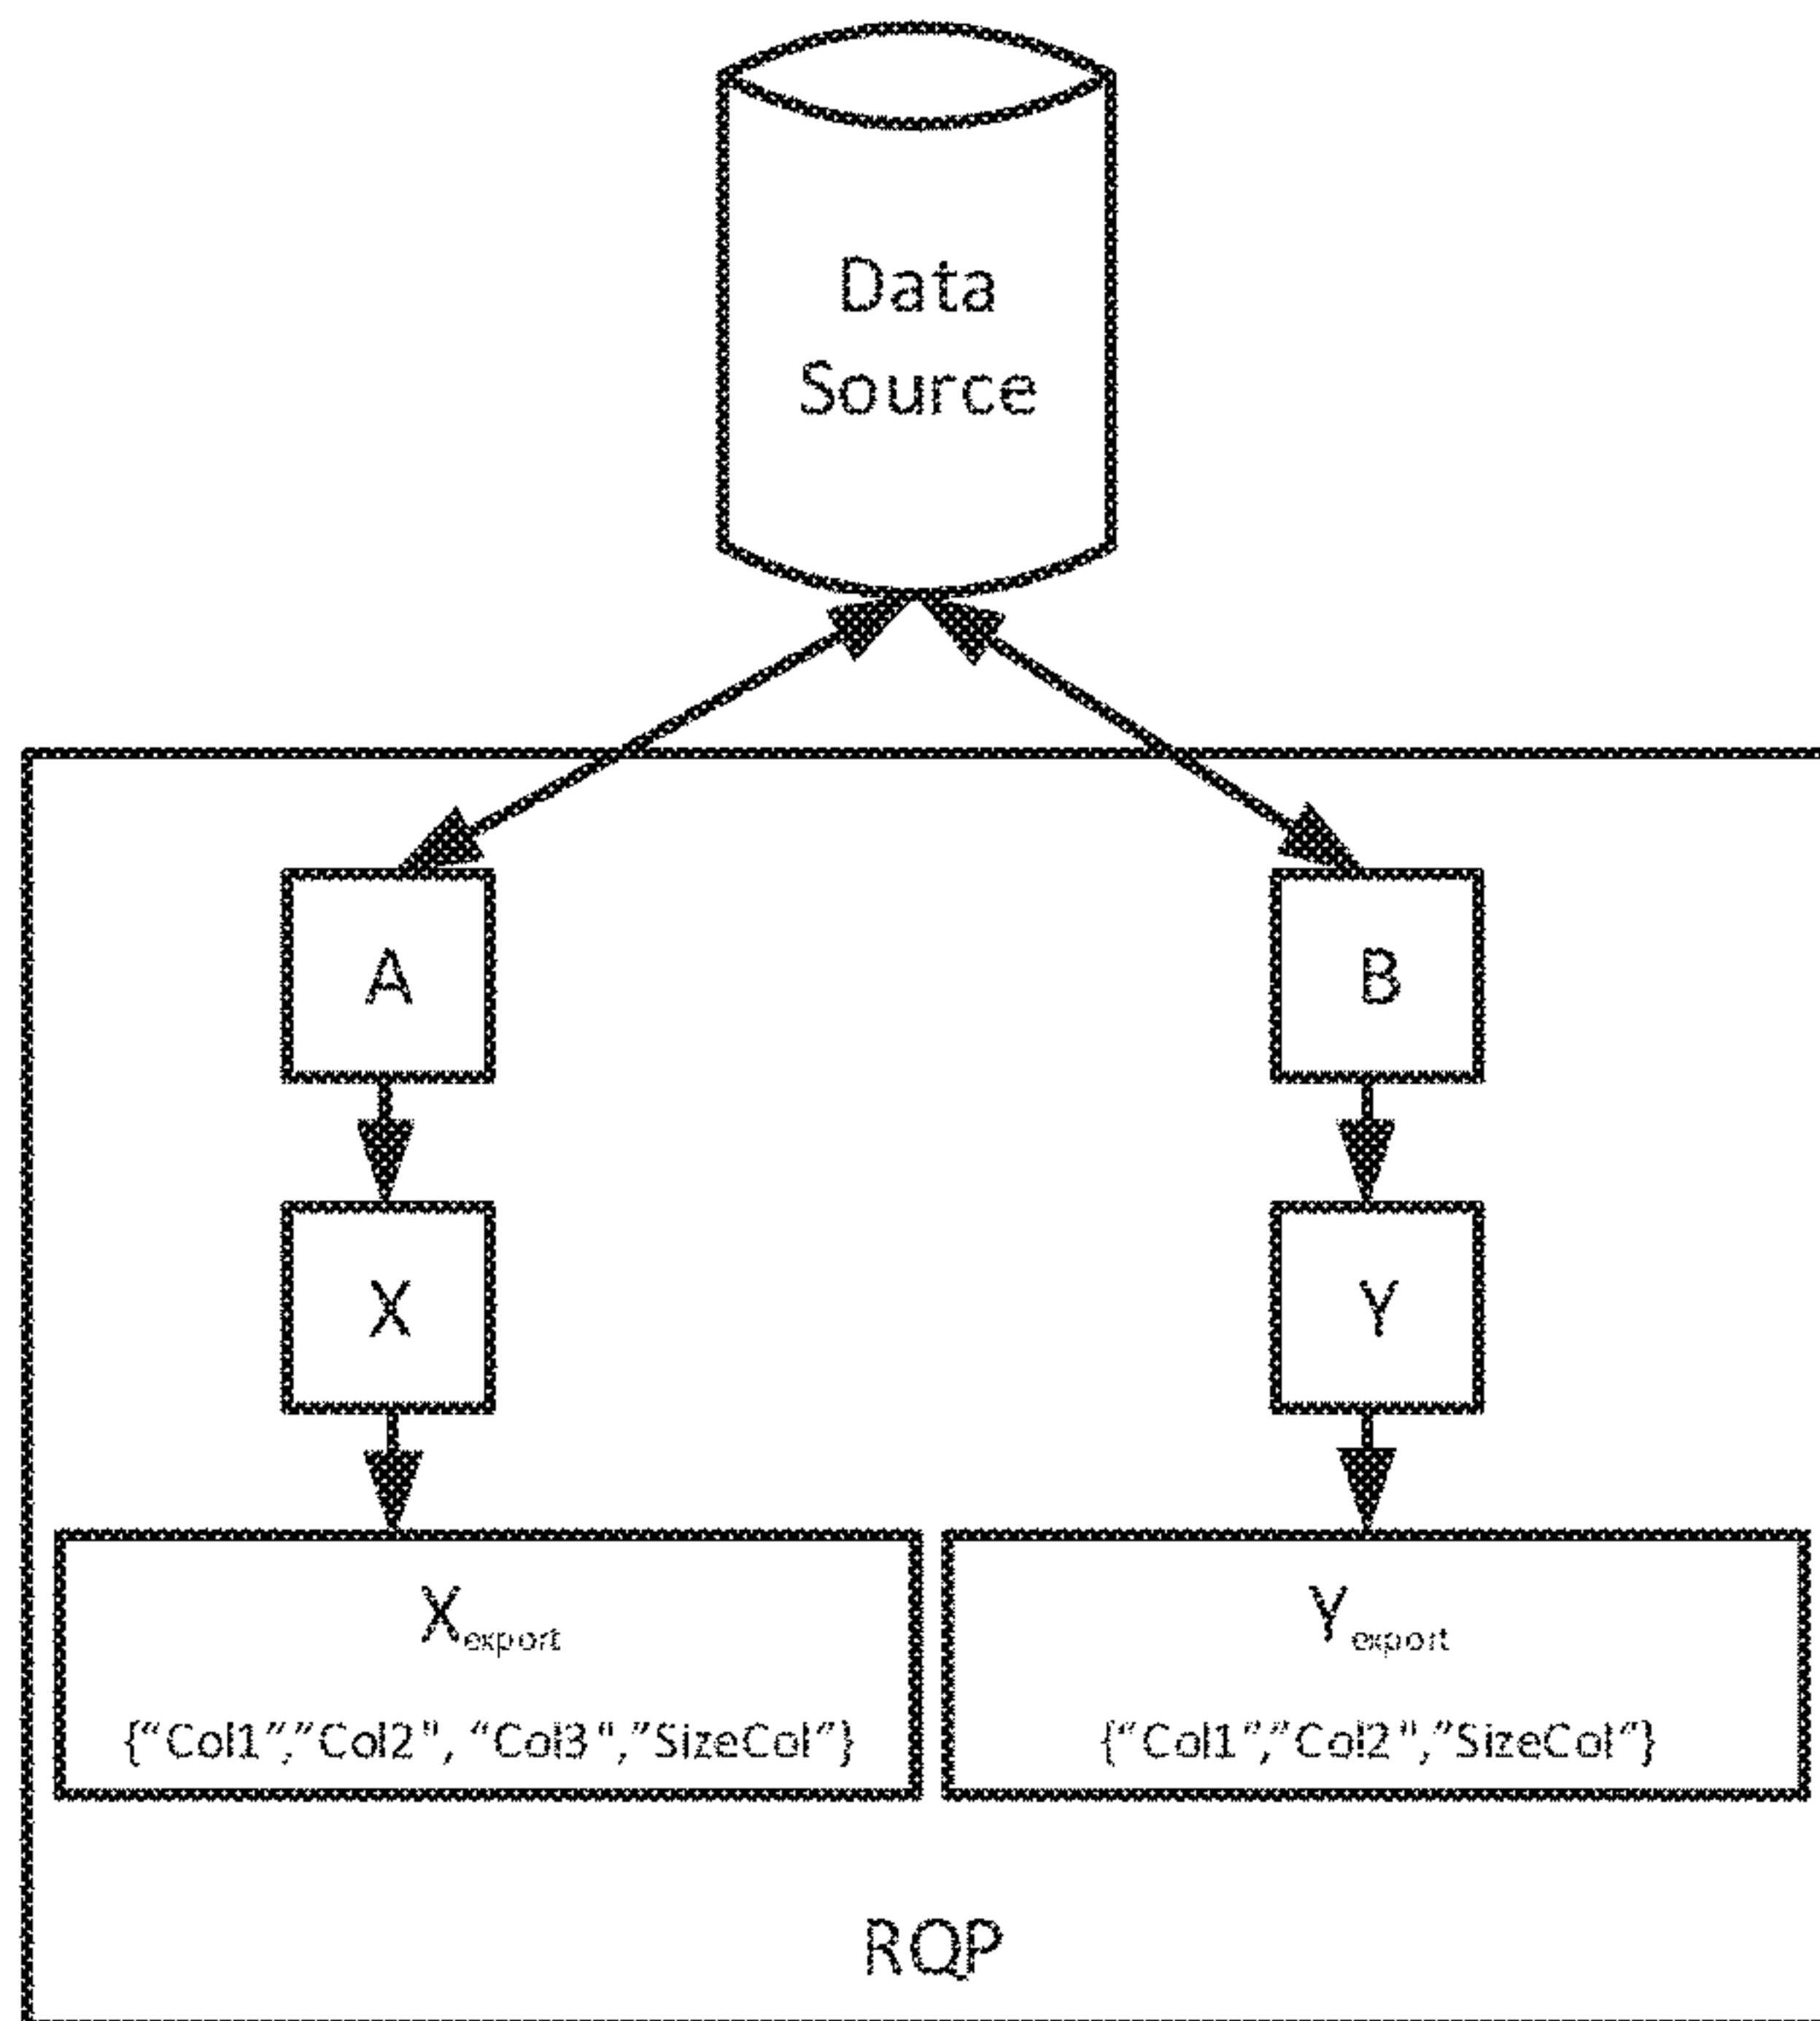 Data
Source
A
B
X
Y
Xexport
{“Col1”,”Col2", “Col3",”SizeCol”}
Yexport
{“Col1”,”Col2",”SizeCol”}
RQP